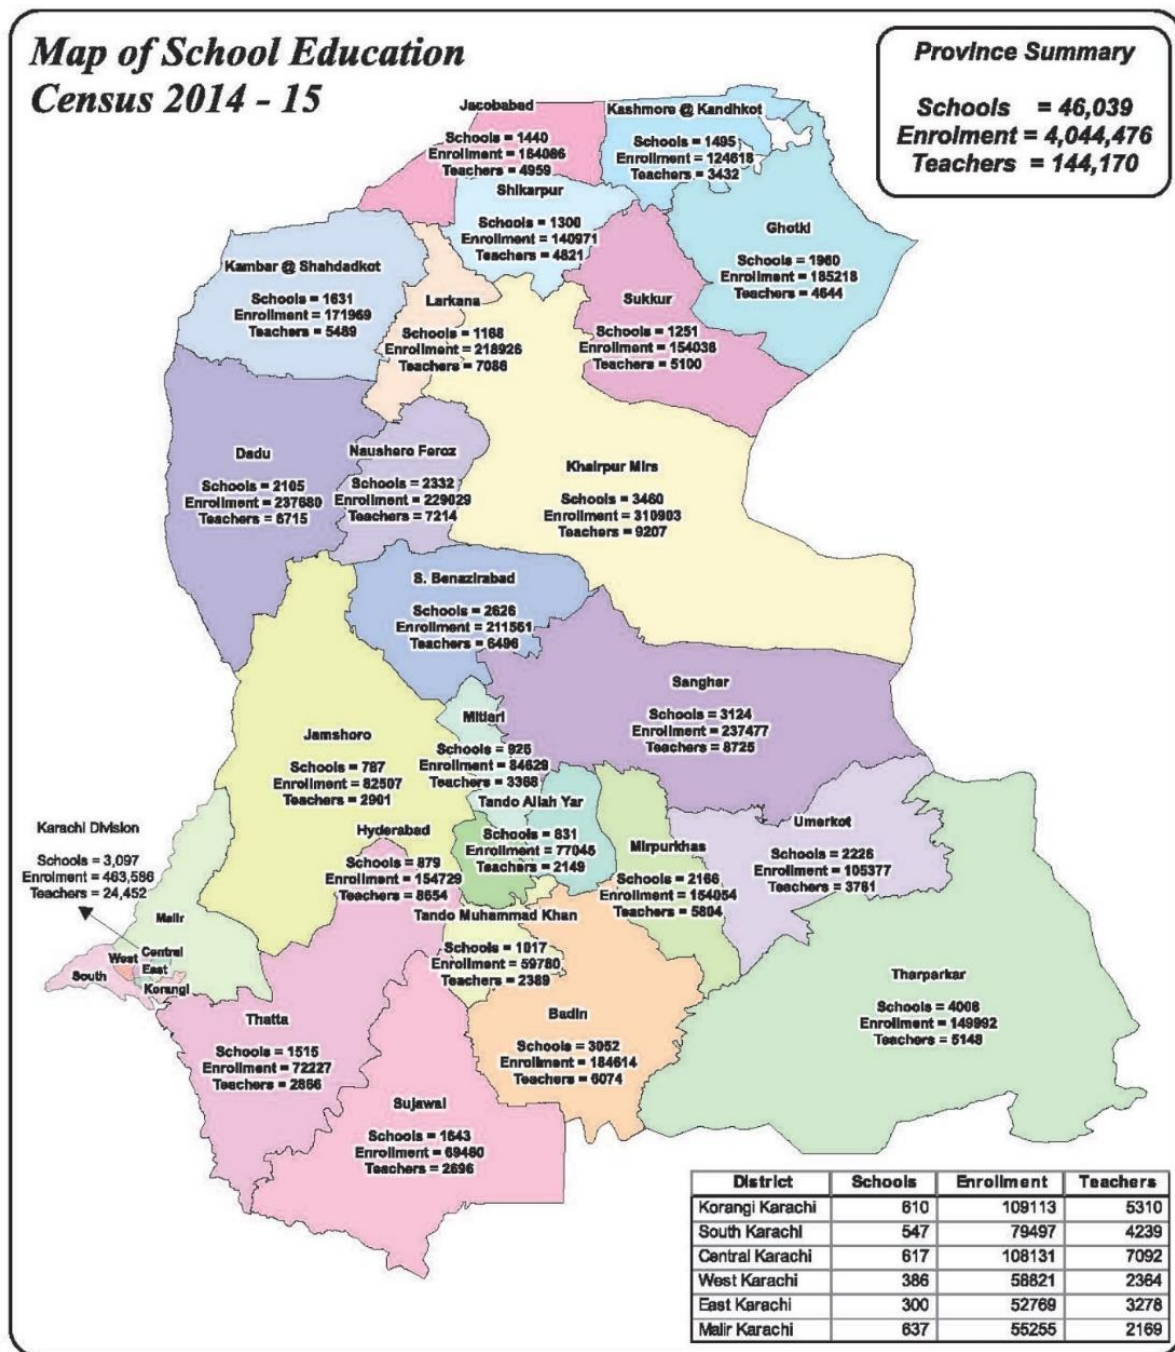 Map of School Education
Census 2014 - 15
Province Summary
Schools = 46,039
Enrolment = 4,044,476
Teachers = 144,170
Jacobabad
Schools = 1440
Enrollment = 164086
Teachers = 4959
Kashmore @ Kandhkot
Schools = 1495
Enrollment = 124618
Teachers = 3432
Shikarpur
Schools = 1300
Enrollment = 140971
Teachers = 4821
Ghotki
Schools = 1960
Enrollment = 185218
Teachers = 4644
Kambar @ Shahdadkot
Schools = 1631
Enrollment = 171969
Teachers = 5489
Larkana
Schools = 1168
Enrollment = 218926
Teachers = 7086
Sukkur
Schools = 1251
Enrollment = 154038
Teachers = 5100
Dadu
Schools = 2105
Enrollment = 237680
Teachers = 6715
Naushero Feroz
Schools = 2332
Enrollment = 229029
Teachers = 7214
Khairpur Mirs
Schools = 3460
Enrollment = 310903
Teachers = 9207
S. Benazirabad
Schools = 2626
Enrollment = 211561
Teachers = 6496
Sanghar
Schools = 3124
Enrollment = 237477
Teachers = 8725
Mitiari
Schools = 926
Enrollment = 84629
Teachers = 3368
Jamshoro
Schools = 787
Enrollment = 82507
Teachers = 2901
Tando Allah Yar
Schools = 831
Enrollment = 77045
Teachers = 2149
Hyderabad
Schools = 879
Enrollment = 154729
Teachers = 8654
Mirpurkhas
Schools = 2166
Enrollment = 154054
Teachers = 5804
Umerkot
Schools = 2226
Enrollment = 105377
Teachers = 3761
Karachi Division
Schools = 3,097
Enrolment = 463,586
Teachers = 24,452
Malir
West
Central
East
South
Korangi
Tando Muhammad Khan
Schools = 1017
Enrollment = 59780
Teachers = 2389
Tharparkar
Schools = 4008
Enrollment = 149992
Teachers = 5148
Thatta
Schools = 1515
Enrollment = 72227
Teachers = 2886
Badin
Schools = 3052
Enrollment = 184614
Teachers = 6074
Sujawal
Schools = 1643
Enrollment = 69460
Teachers = 2696
District Schools Enrollment Teachers
Korangi Karachi 610 109113 5310
South Karachi 547 79497 4239
Central Karachi 617 108131 7092
West Karachi 386 58821 2364
East Karachi 300 52769 3278
Malir Karachi 637 55255 2169